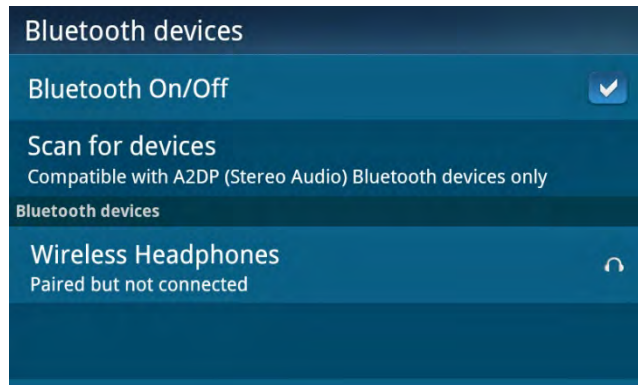 Bluetooth devices
Bluetooth On/Off
Scan for devices
Compatible with A2DP (Stereo Audio) Bluetooth devices only
Bluetooth devices
Wireless Headphones
Paired but not connected